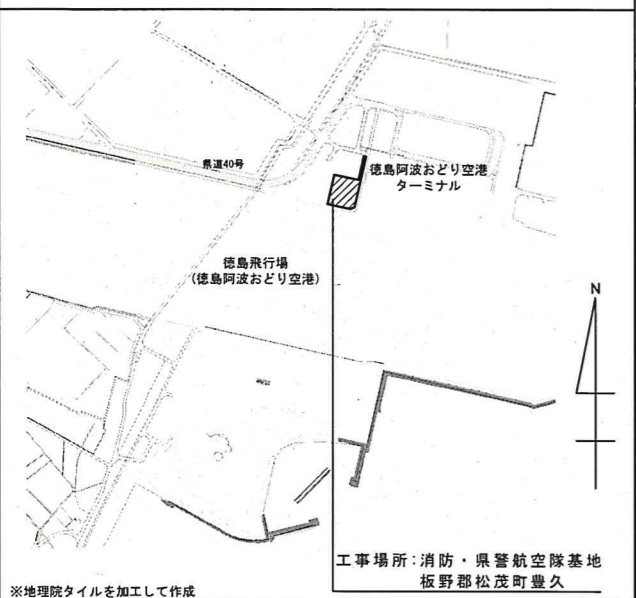 県道40号
徳島阿波おどり空港
ターミナル
徳島飛行場
(徳島阿波おどり空港)
N
工事場所:消防・県警航空隊基地
板野郡松茂町豊久
※地理院タイルを加工して作成